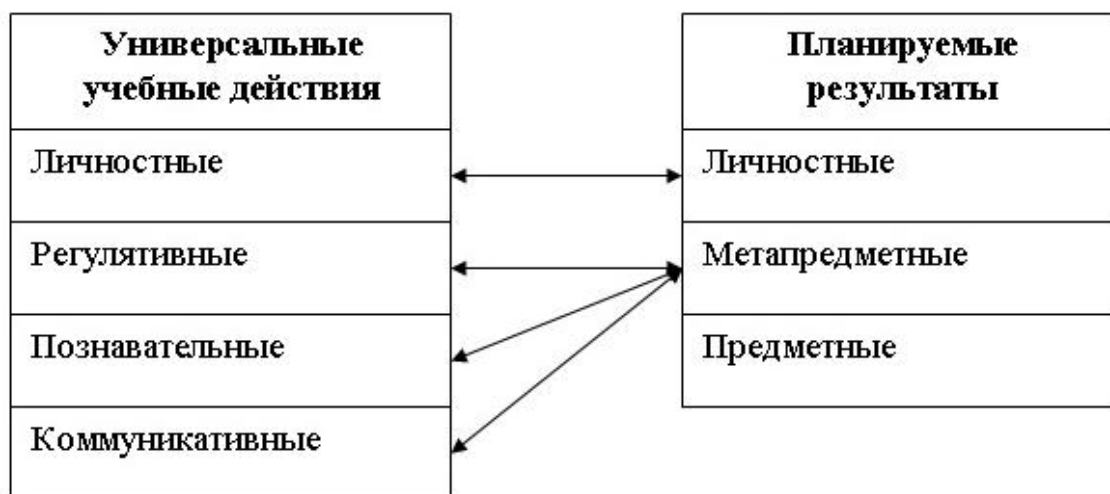 Универсальные
учебные действия
Личностные
Регулятивные
Познавательные
Коммуникативные
Планируемые
результаты
Личностные
Метапредметные
Предметные